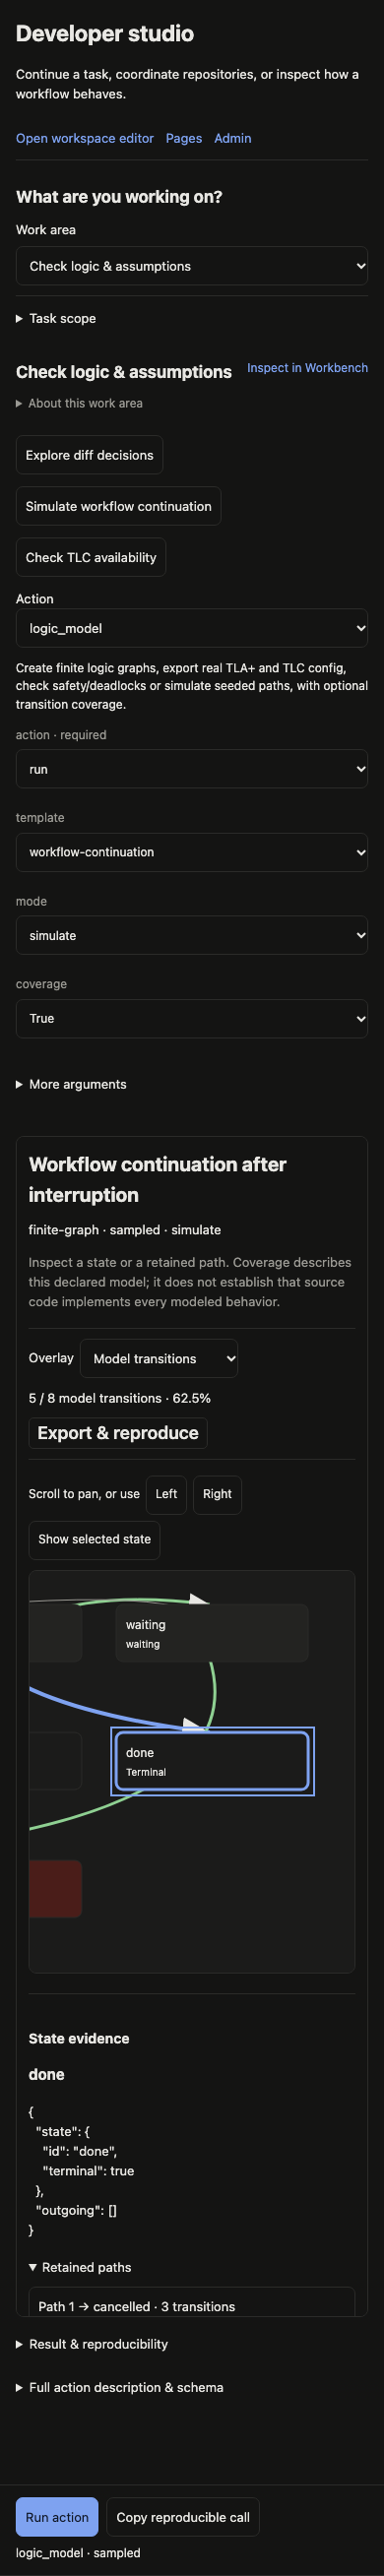 Developer studio
Continue a task, coordinate repositories, or inspect how a
workflow behaves.
Open workspace editor Pages Admin
What are you working on?
Work area
Check logic & assumptions
Task scope
Check logic & assumptions Inspect in Workbench
About this work area
Explore diff decisions
Simulate workflow continuation
Check TLC availability
Action
logic_model
Create finite logic graphs, export real TLA+ and TLC config,
check safety/deadlocks or simulate seeded paths, with optional
transition coverage.
action · required
run
template
workflow-continuation
mode
simulate
coverage
True
More arguments
Workflow continuation after
interruption
finite-graph · sampled · simulate
Inspect a state or a retained path. Coverage describes
this declared model; it does not establish that source
code implements every modeled behavior.
Overlay Model transitions
5 / 8 model transitions · 62.5%
Export & reproduce
Scroll to pan, or use Left Right
Show selected state
waiting
waiting
done
Terminal
State evidence
done
{
"state": {
"id": "done",
"terminal": true
},
"outgoing": []
}
Retained paths
Path 1 → cancelled · 3 transitions
Result & reproducibility
Full action description & schema
Run action Copy reproducible call
logic_model · sampled